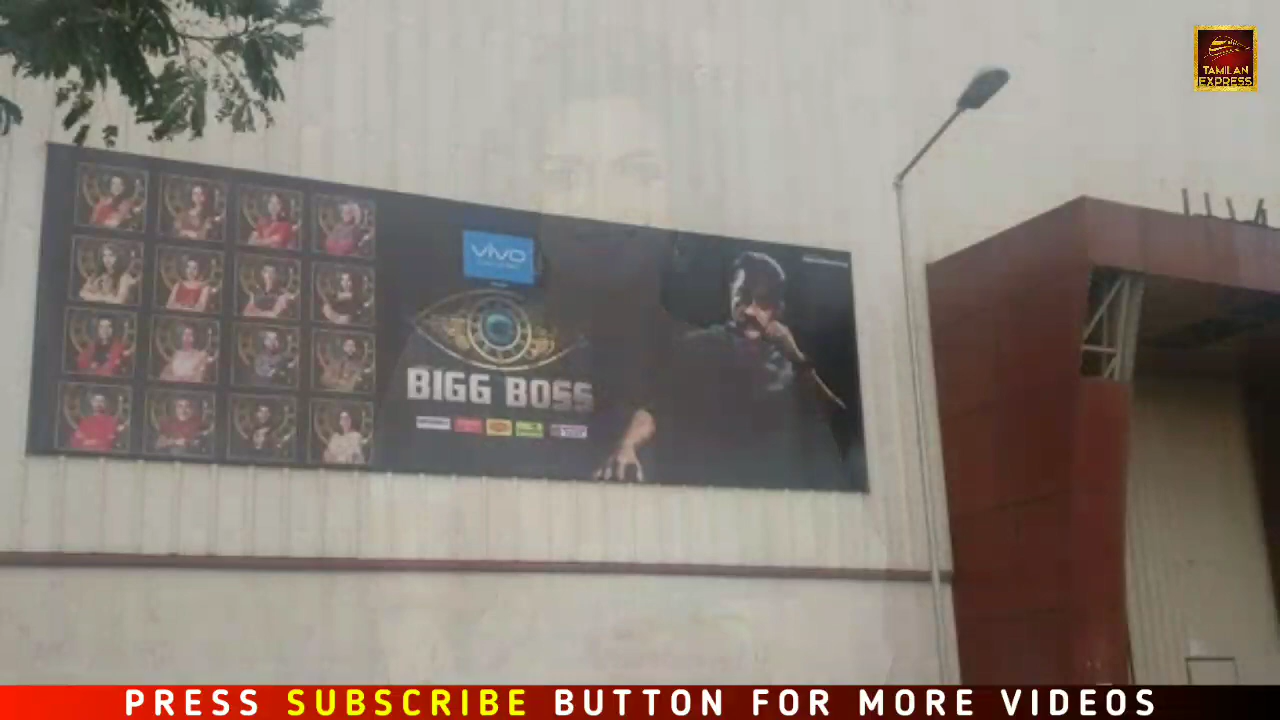 TAMILAN
EXPRESS
vivo
BIGG BOSS
PRESS SUBSCRIBE BUTTON FOR MORE VIDEOS